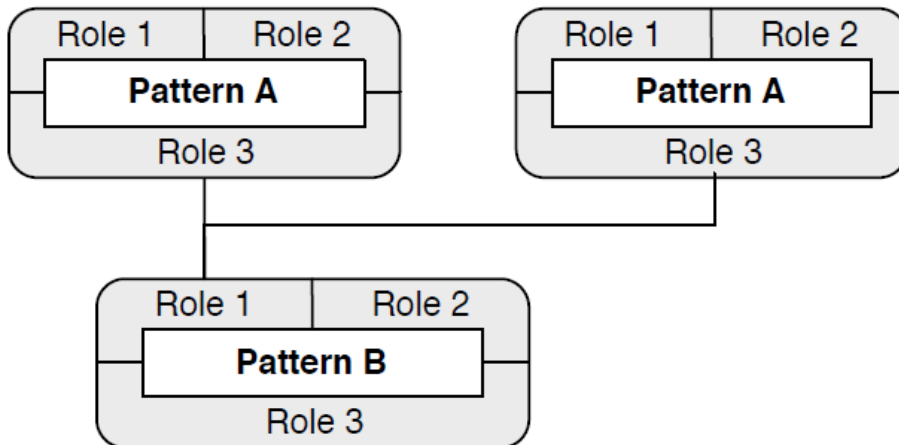 Role 1 Role 2 Role 1 Role 2
Pattern A Pattern A
Role 3 Role 3
Role 1 Role 2
Pattern B
Role 3